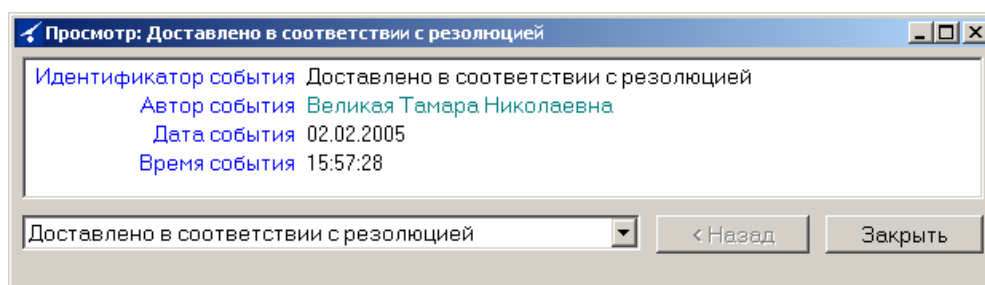 Просмотр: Доставлено в соответствии с резолюцией
Идентификатор события Доставлено в соответствии с резолюцией
Автор события Великая Тамара Николаевна
Дата события 02.02.2005
Время события 15:57:28
Доставлено в соответствии с резолюцией < Назад Закрыть